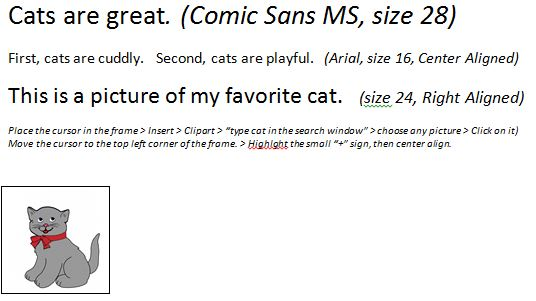 Cats are great. (Comic Sans MS, size 28)
First, cats are cuddly.   Second, cats are playful.  (Arial, size 16, Center Aligned)
This is a picture of my favorite cat.   (size 24, Right Aligned)
Place the cursor in the frame > Insert > Clipart > “type cat in the search window” > choose any picture > Click on it)
Move the cursor to the top left corner of the frame. > Highlght the small “+” sign, then center align.